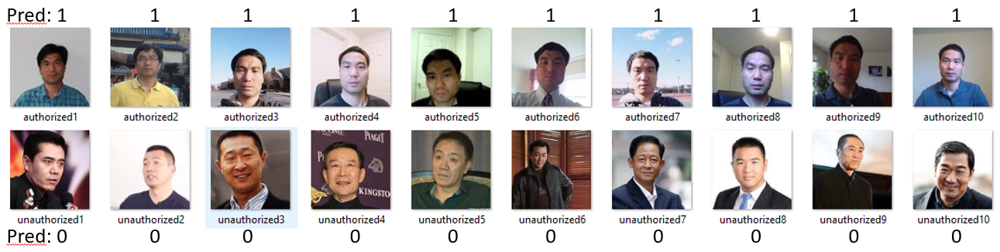 Pred: 1 1 1 1 1 1 1 1 1 1
authorized1 authorized2 authorized3 authorized4 authorized5 authorized6 authorized7 authorized8 authorized9 authorized10
PIAGET
KINGSTO
unauthorized1 unauthorized2 unauthorized3 unauthorized4 unauthorized5 unauthorized6 unauthorized7 unauthorized8 unauthorized9 unauthorized10
Pred: 0 0 0 0 0 0 0 0 0 0